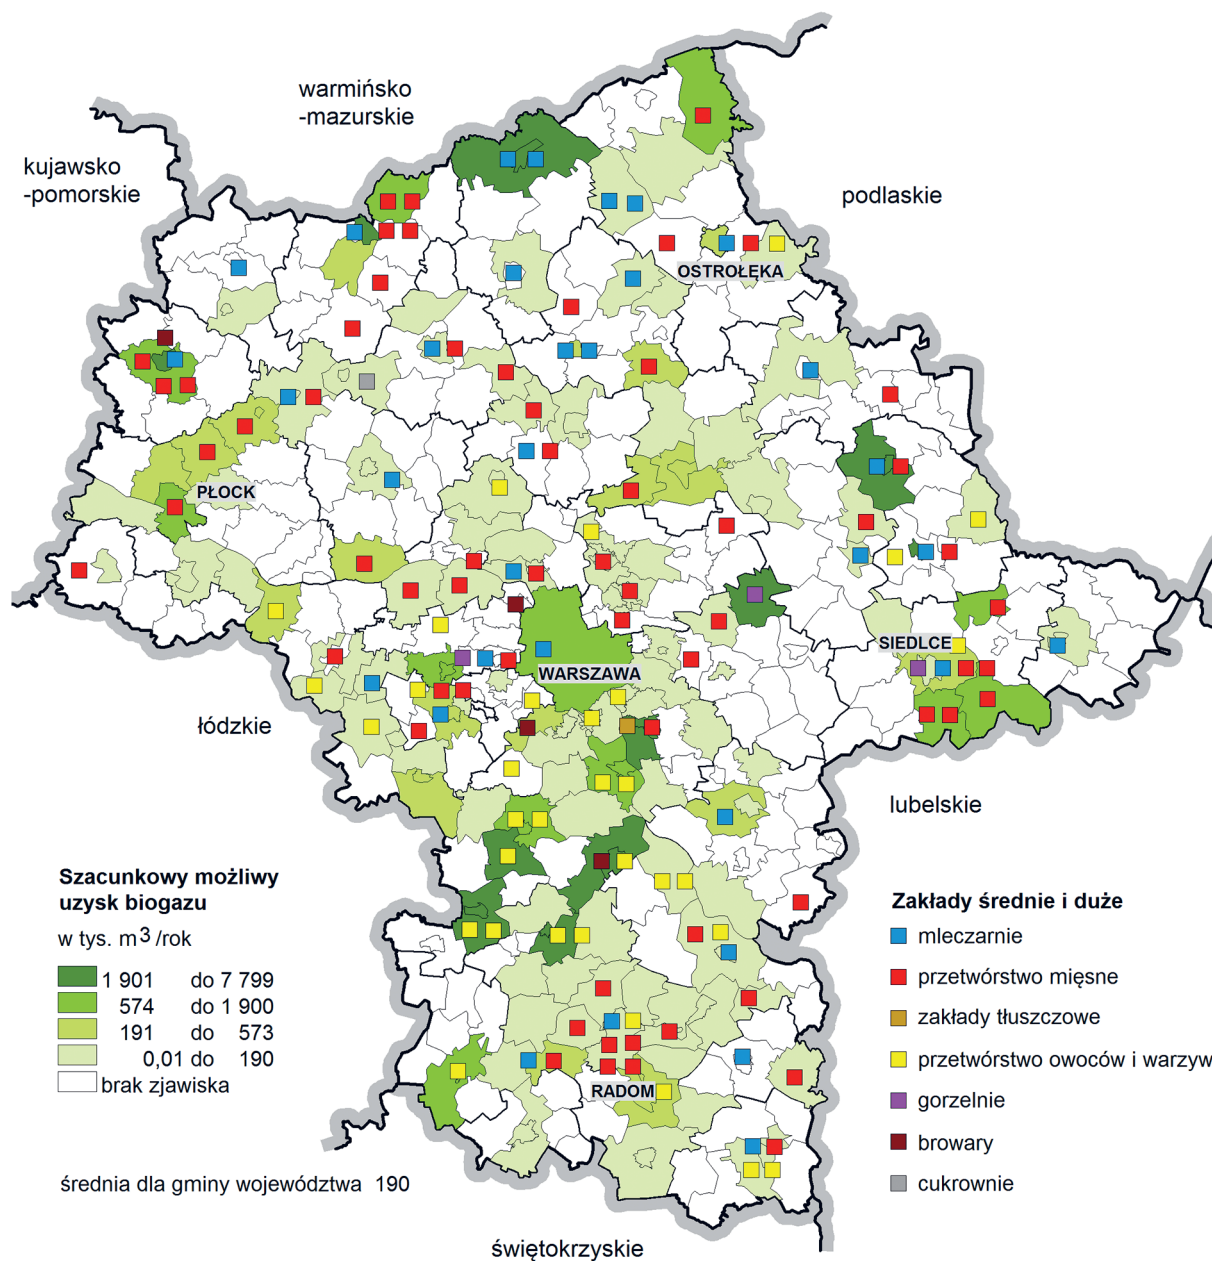 warmińsko
-mazurskie
kujawsko
-pomorskie
podlaskie
OSTROŁĘKA
PŁOCK
SIEDLCE
WARSZAWA
łódzkie
lubelskie
Szacunkowy możliwy
uzysk biogazu
w tys. m3 /rok
1 901 do 7 799
574 do 1 900
191 do 573
0,01 do 190
brak zjawiska
Zakłady średnie i duże
mleczarnie
przetwórstwo mięsne
zakłady tłuszczowe
przetwórstwo owoców i warzyw
gorzelnie
browary
cukrownie
RADOM
średnia dla gminy województwa 190
świętokrzyskie